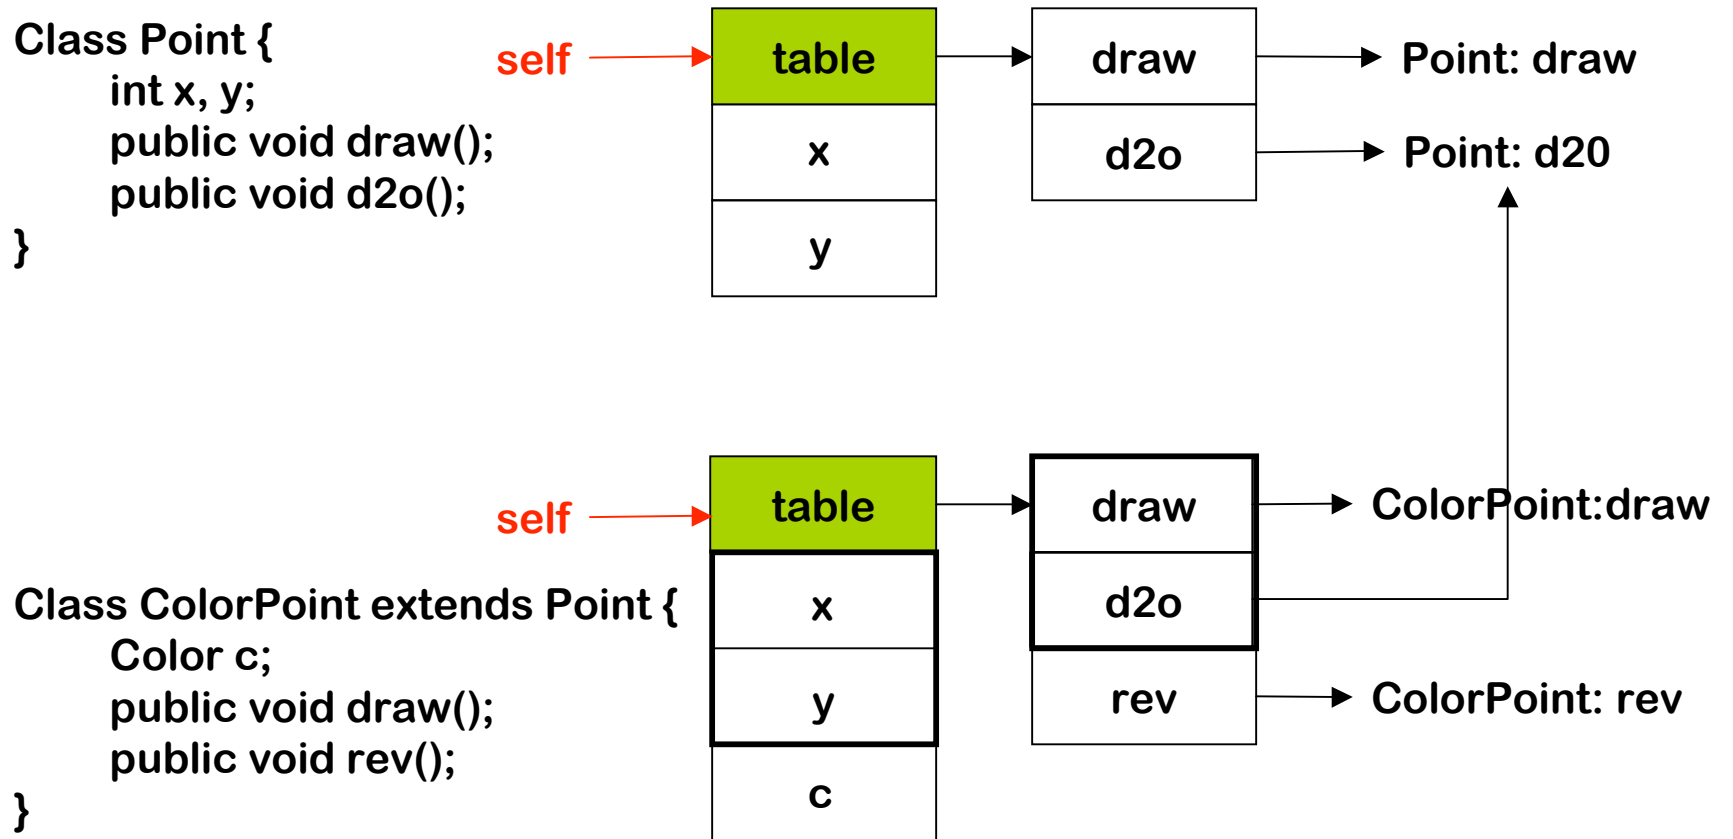 Class Point {
int x, y;
public void draw();
public void d2o();
}
self
table
x
y
draw
d2o
Point: draw
Point: d20
Class ColorPoint extends Point {
Color c;
public void draw();
public void rev();
}
self
table
x
y
c
draw
d2o
rev
ColorPoint:draw
ColorPoint: rev